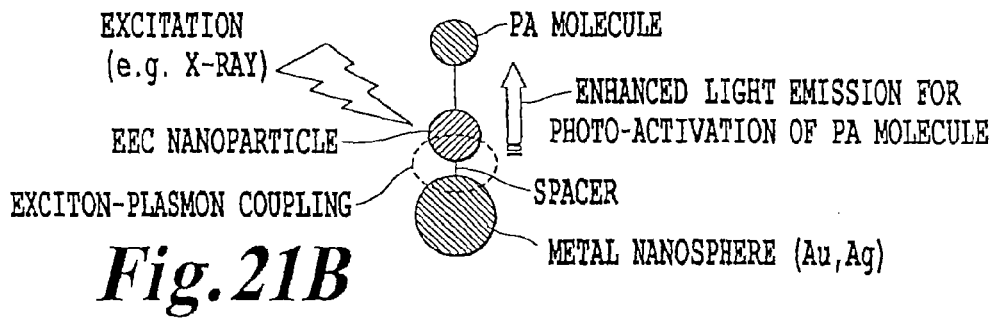 EXCITATION
(e.g. X-RAY)
PA MOLECULE
ENHANCED LIGHT EMISSION FOR
PHOTO-ACTIVATION OF PA MOLECULE
EEC NANOPARTICLE
EXCITON-PLASMON COUPLING
SPACER
METAL NANOSPHERE (Au,Ag)
Fig. 21B